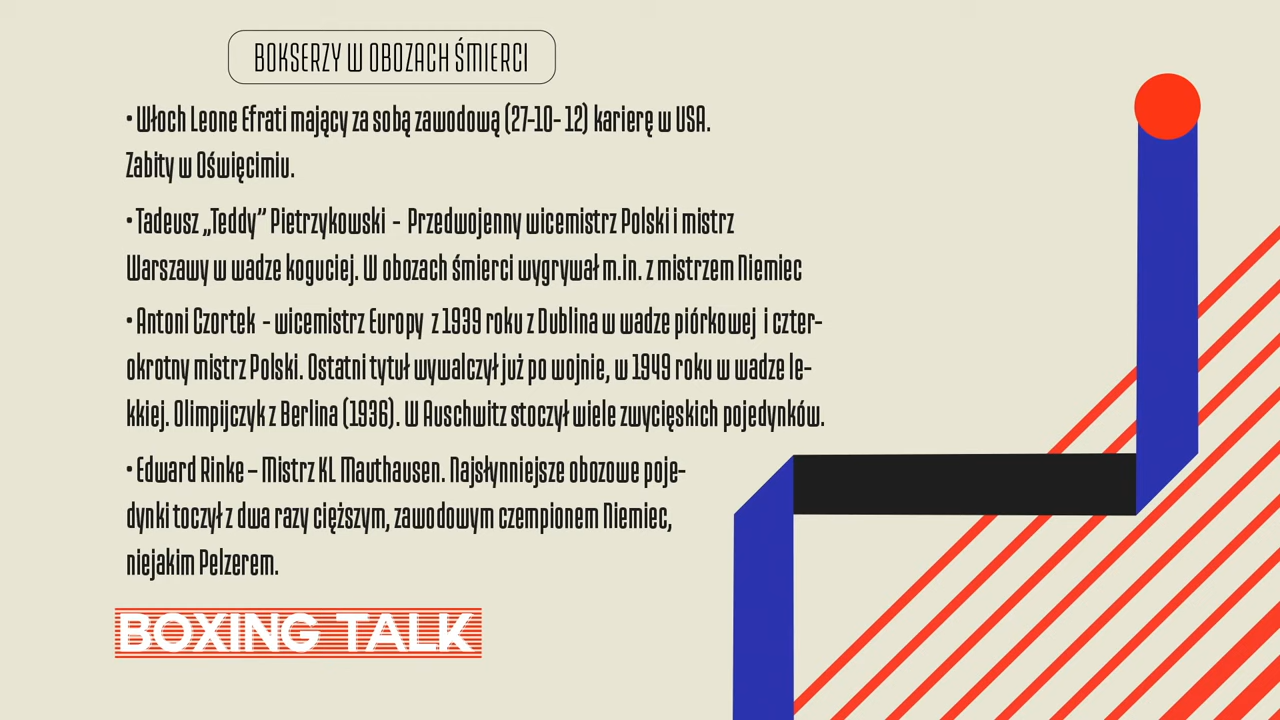 BOKSERZY W OBOZACH ŚMIERCI
• Włoch Leone Efrati mający za sobą zawodową (27-10- 12) karierę w USA.
Zabity w Oświęcimiu.
• Tadeusz „Teddy” Pietrzykowski - Przedwojenny wicemistrz Polski i mistrz
Warszawy w wadze koguciej. W obozach śmierci wygrywał m.in. z mistrzem Niemiec
• Antoni Czortek - wicemistrz Europy z 1939 roku z Dublina w wadze piórkowej i czter-
okrotny mistrz Polski. Ostatni tytuł wywalczył już po wojnie, w 1949 roku w wadze le-
kkiej. Olimpijczyk z Berlina (1936). W Auschwitz stoczył wiele zwycięskich pojedynków.
• Edward Rinke – Mistrz KL Mauthausen. Najsłynniejsze obozowe poje-
dynki toczył z dwa razy cięższym, zawodowym czempionem Niemiec,
niejakim Pelzerem.
BOXING TALK